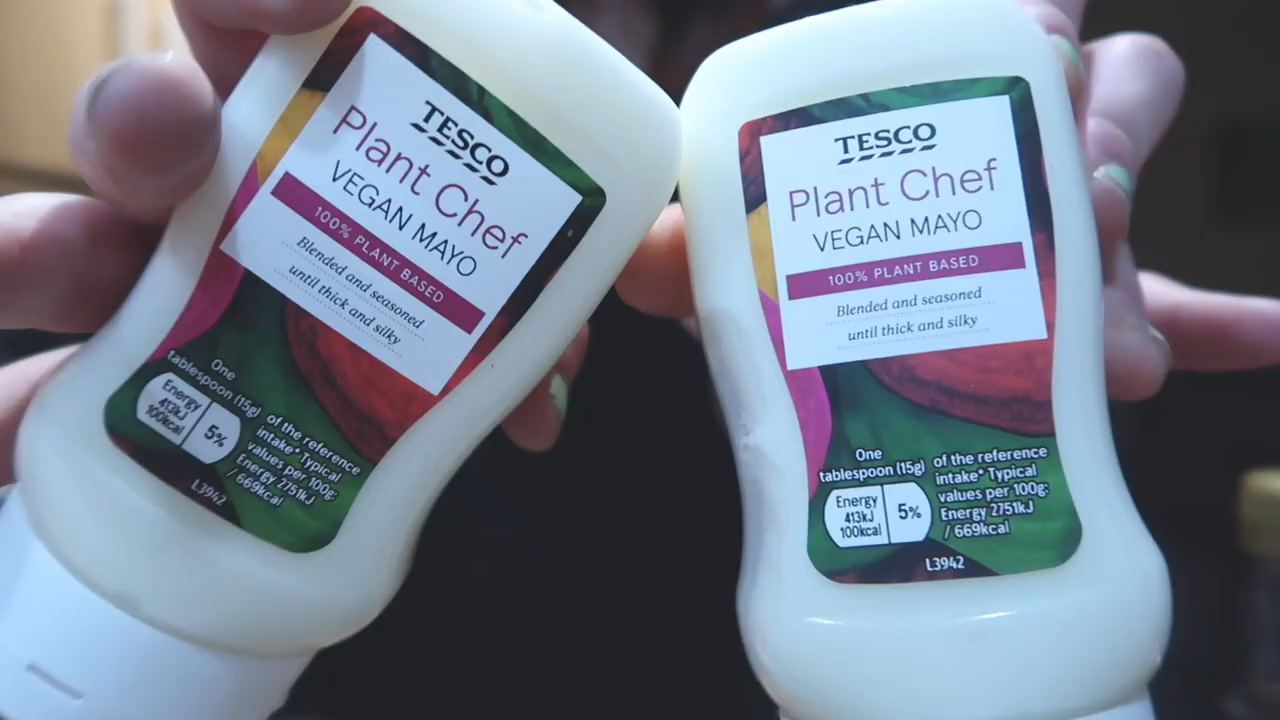 TESCO
Plant Chef
VEGAN MAYO
100% PLANT BASED
Blended and seasoned
until thick and silky
One
tablespoon (15g)
Energy
413kJ
100kcal
5%
of the reference
intake* Typical
values per 100g:
Energy 2751kJ
/ 669kcal
L3942
TESCO
Plant Chef
VEGAN MAYO
100% PLANT BASED
Blended and seasoned
until thick and silky
One
tablespoon (15g)
Energy
413kJ
100kcal
5%
of the reference
intake* Typical
values per 100g:
Energy 2751kJ
/ 669kcal
L3942